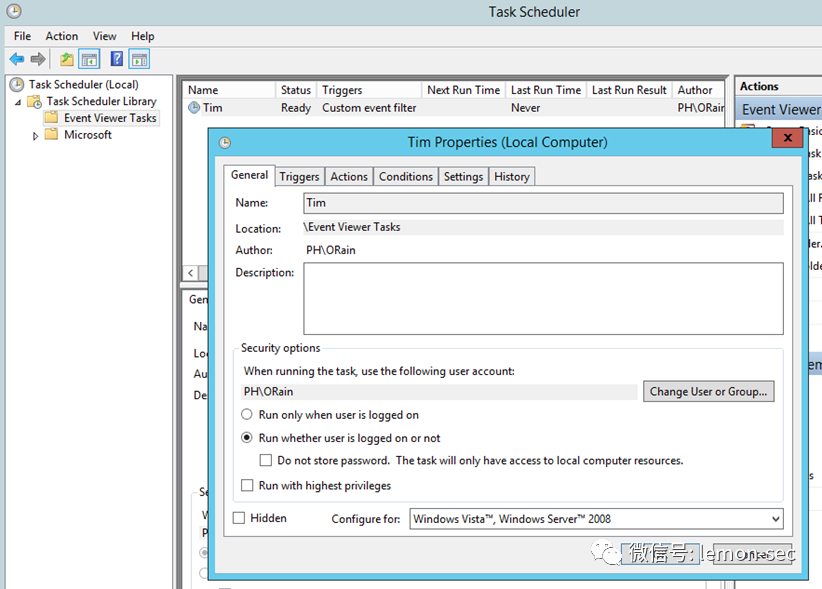 Task Scheduler
File Action View Help
Task Scheduler (Local)
Task Scheduler Library
Event Viewer Tasks
Microsoft
Name Status Triggers Next Run Time Last Run Time Last Run Result Author
Tim Ready Custom event filter Never PH\ORain
Actions
Event Viewer
Tim Properties (Local Computer)
General Triggers Actions Conditions Settings History
Name: Tim
Location: \Event Viewer Tasks
Author: PH\ORain
Description:
Security options
When running the task, use the following user account:
PH\ORain
Change User or Group...
Run only when user is logged on
Run whether user is logged on or not
Do not store password. The task will only have access to local computer resources.
Run with highest privileges
Hidden Configure for: Windows Vista™, Windows Server™ 2008
微信号: lemon-sec